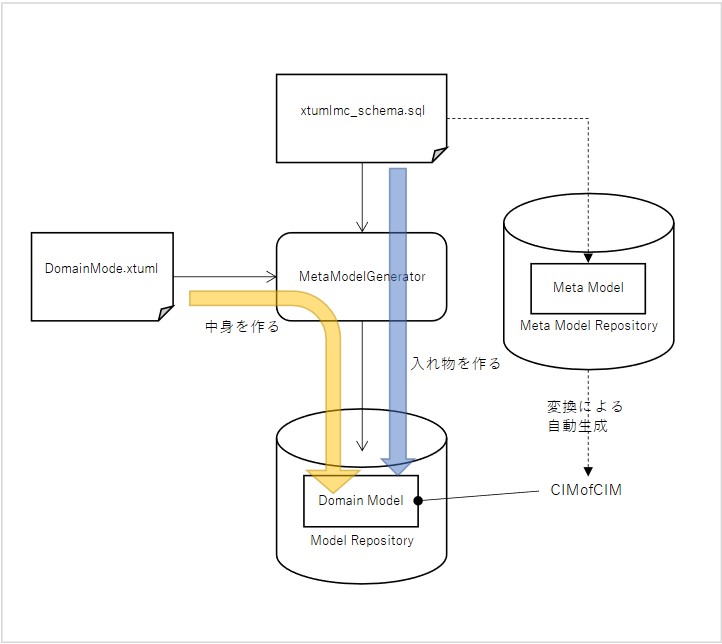 xtumlmc_schema.sql
DomainMode.xtuml
MetaModelGenerator
Meta Model
Meta Model Repository
中身を作る
入れ物を作る
変換による
自動生成
Domain Model
CIMofCIM
Model Repository